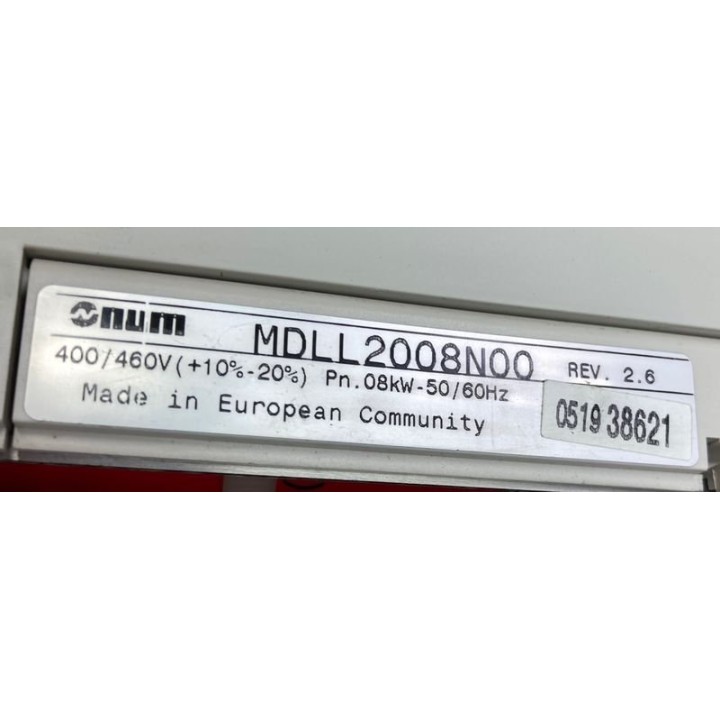 num MDLL2008N00 REV. 2.6
400/460V(+10%-20%) Pn.08kW-50/60Hz
Made in European Community
0519 38621